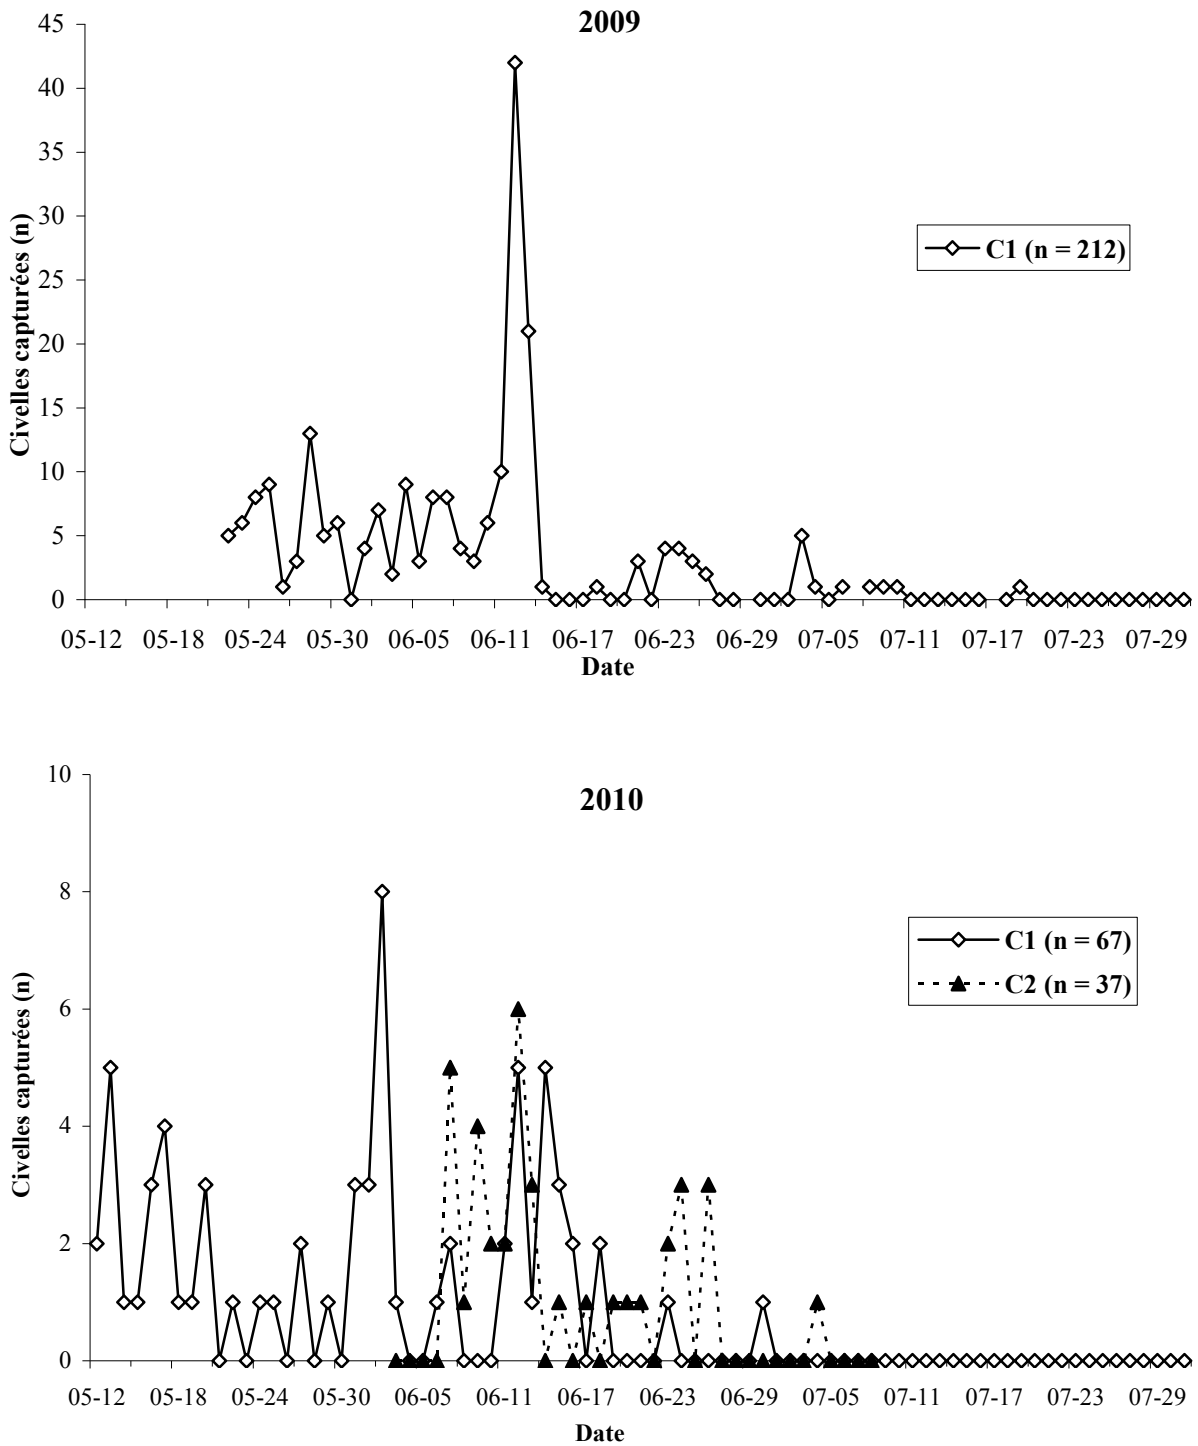 2009
45
40
35
30
25
20
15
10
5
0
Civelles capturées (n)
C1 (n = 212)
05-12 05-18 05-24 05-30 06-05 06-11 06-17 06-23 06-29 07-05 07-11 07-17 07-23 07-29
Date
2010
10
8
6
4
2
0
Civelles capturées (n)
C1 (n = 67)
C2 (n = 37)
05-12 05-18 05-24 05-30 06-05 06-11 06-17 06-23 06-29 07-05 07-11 07-17 07-23 07-29
Date